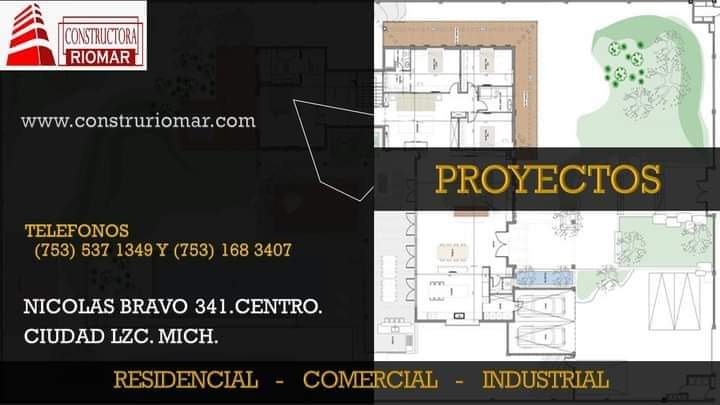 CONSTRUCTORA
RIOMAR
www.construriomar.com
PROYECTOS
TELEFONOS
(753) 537 1349 Y (753) 168 3407
NICOLAS BRAVO 341.CENTRO.
CIUDAD LZC. MICH.
RESIDENCIAL - COMERCIAL - INDUSTRIAL